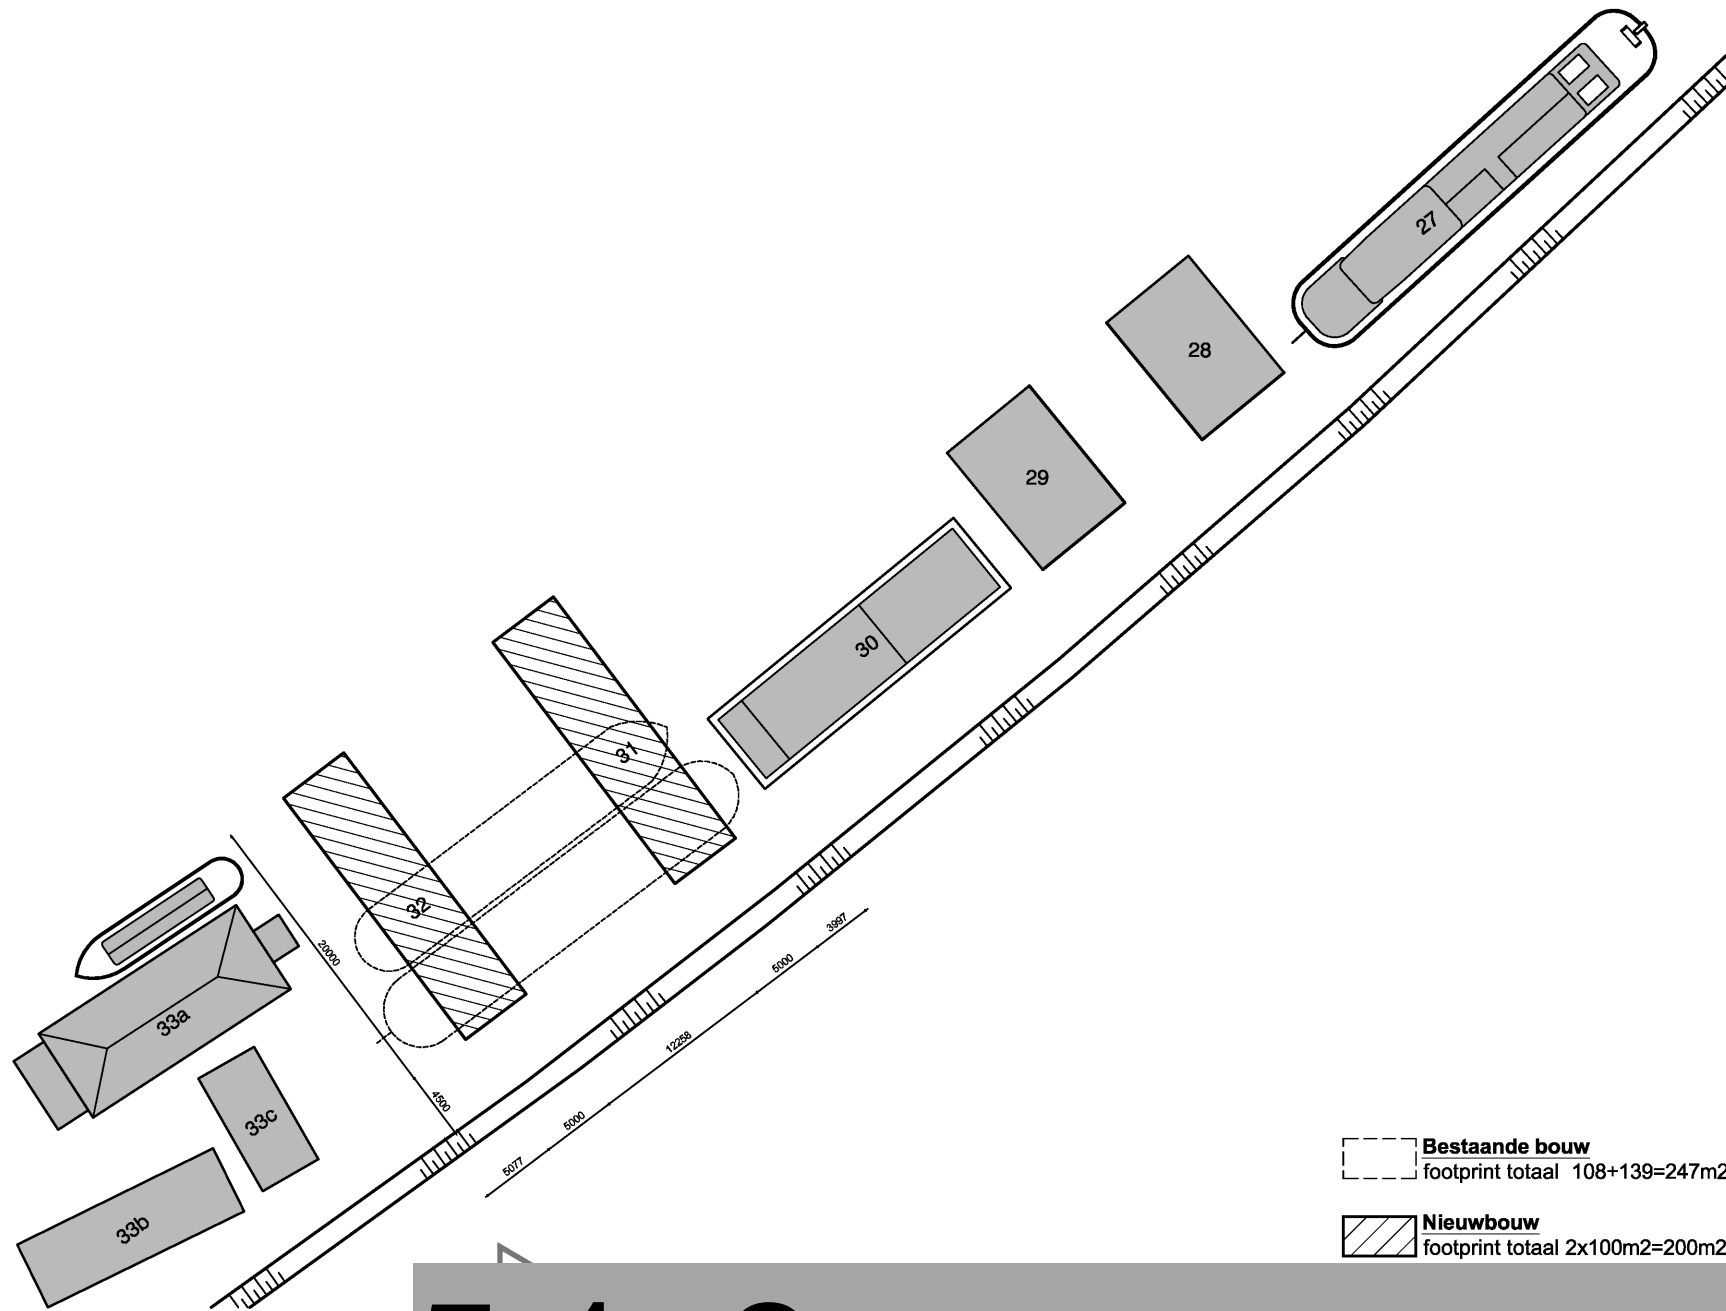 27
28
29
30
31
32
33a
33c
33b
20000
4500
3997
5000
12258
5000
5077
Bestaande bouw
footprint totaal 108+139=247m2
Nieuwbouw
footprint totaal 2x100m2=200m2